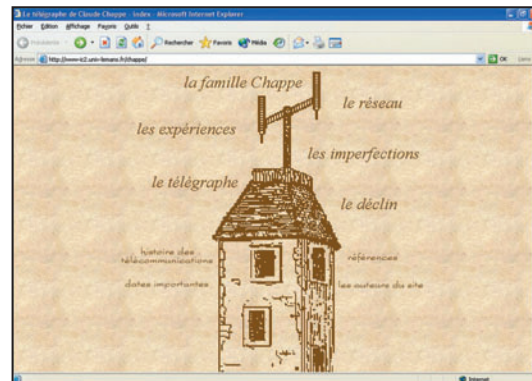 Le télégraphe de Claude Chappe - Index - Microsoft Internet Explorer
Fichier Edition Affichage Favoris Outils ?
Précédente Rechercher Favoris Média
Adresse http://www-ic2.univ-lemans.fr/chappe/ OK Liens
la famille Chappe
le réseau
les expériences
les imperfections
le télégraphe
le déclin
histoire des
télécommunications
références
dates importantes
les auteurs du site
Internet